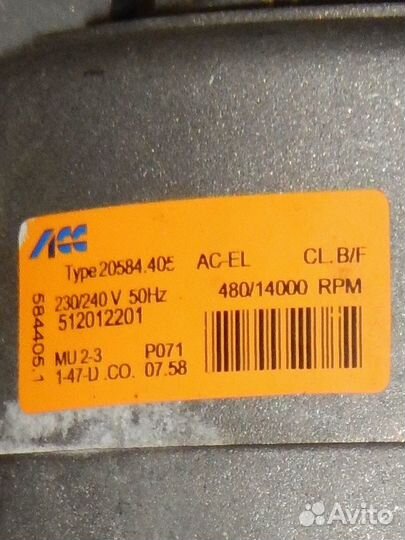 ACC
Type 20584.405 AC-EL CL. B/F
230/240 V 50Hz 480/14000 RPM
512012201
MU 2-3 P071
1-47-D .CO. 07.58
584405.1
Avito